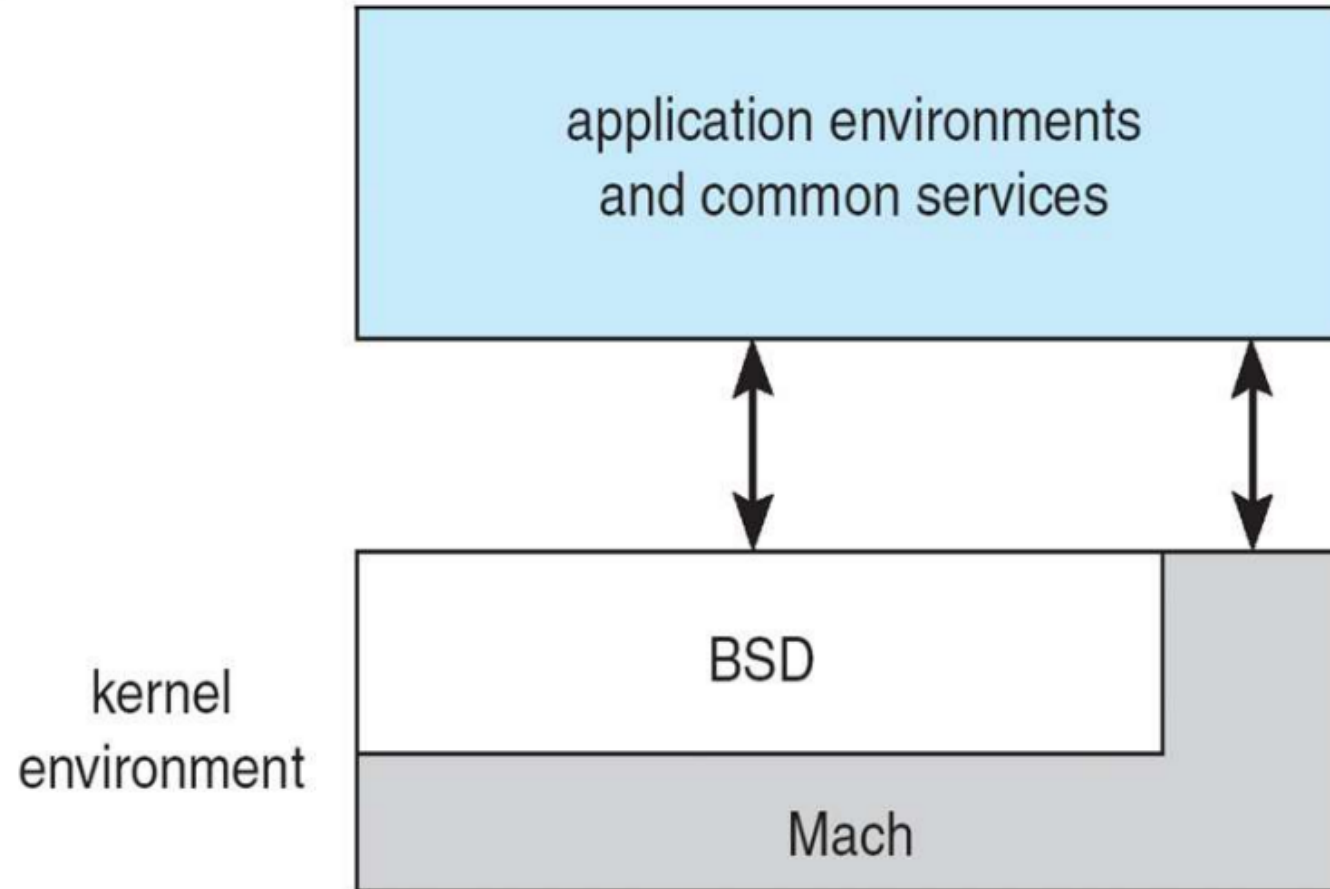 application environments
and common services
BSD
kernel
environment
Mach